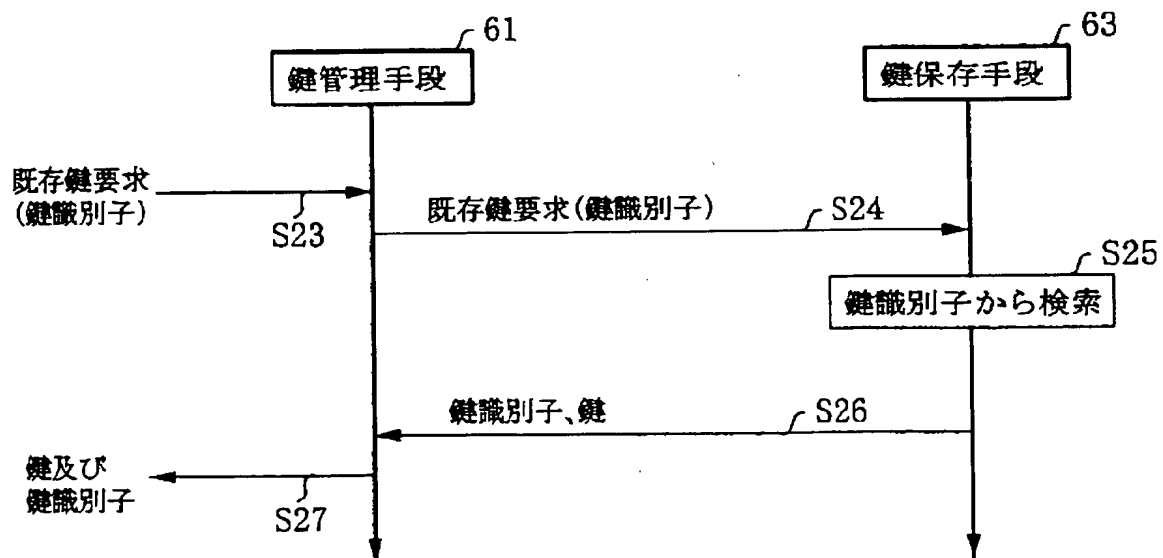 61
63
鍵管理手段
鍵保存手段
既存鍵要求
(鍵識別子)
S23
既存鍵要求(鍵識別子)
S24
S25
鍵識別子から検索
鍵識別子、鍵
S26
鍵及び
鍵識別子
S27